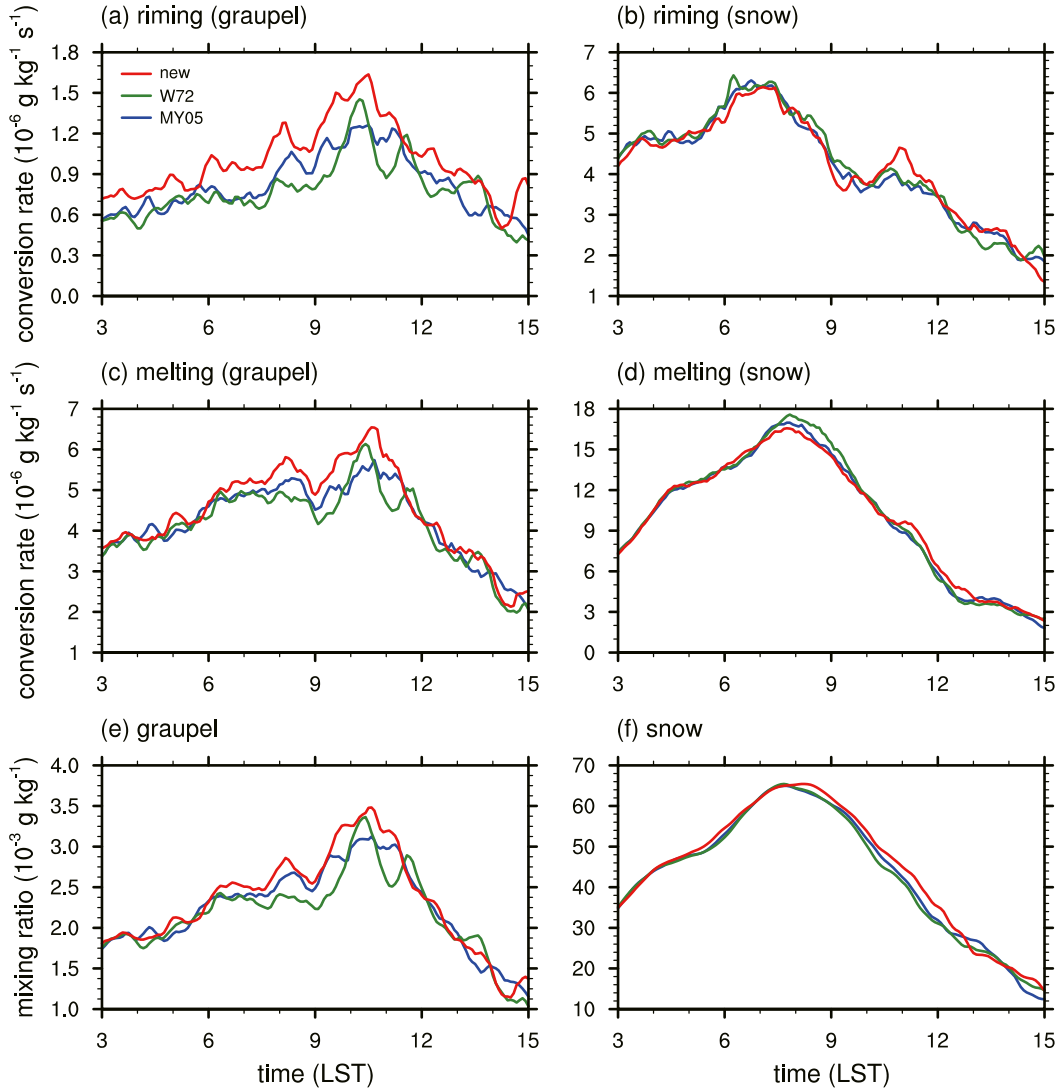 (a) riming (graupel)
conversion rate (10⁻⁶ g kg⁻¹ s⁻¹)
1.8
1.5
1.2
0.9
0.6
0.3
0.0
new
W72
MY05
3 6 9 12 15
(b) riming (snow)
7
6
5
4
3
2
1
3 6 9 12 15
(c) melting (graupel)
conversion rate (10⁻⁶ g kg⁻¹ s⁻¹)
7
6
5
4
3
2
1
3 6 9 12 15
(d) melting (snow)
18
15
12
9
6
3
0
3 6 9 12 15
(e) graupel
mixing ratio (10⁻³ g kg⁻¹)
4.0
3.5
3.0
2.5
2.0
1.5
1.0
3 6 9 12 15
time (LST)
(f) snow
70
60
50
40
30
20
10
3 6 9 12 15
time (LST)